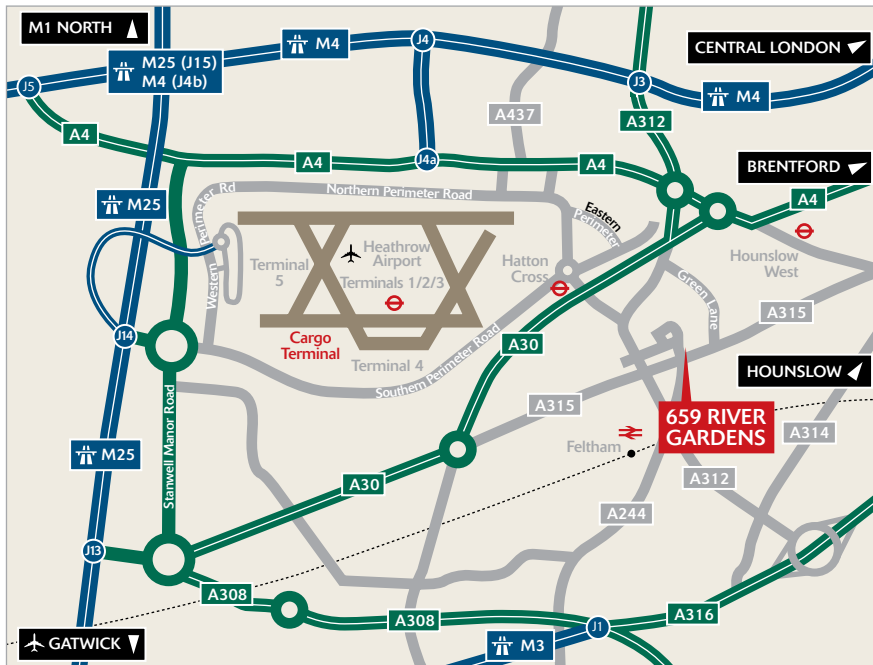 M1 NORTH
M25 (J15)
M4 (J4b)
M4
J4
CENTRAL LONDON
J5
J3
M4
A437
A312
A4
A4
J4a
A4
BRENTFORD
A4
M25
Western Perimeter Rd
Northern Perimeter Road
Eastern Perimeter
Terminal
5
Heathrow
Airport
Terminals 1/2/3
Hatton
Cross
Hounslow
West
Green Lane
A315
J14
Cargo
Terminal
Terminal 4
Southern Perimeter Road
A30
HOUNSLOW
Stanwell Manor Road
A315
659 RIVER
GARDENS
A314
M25
Feltham
A30
A312
A244
J13
A308
A308
J1
A316
GATWICK
M3